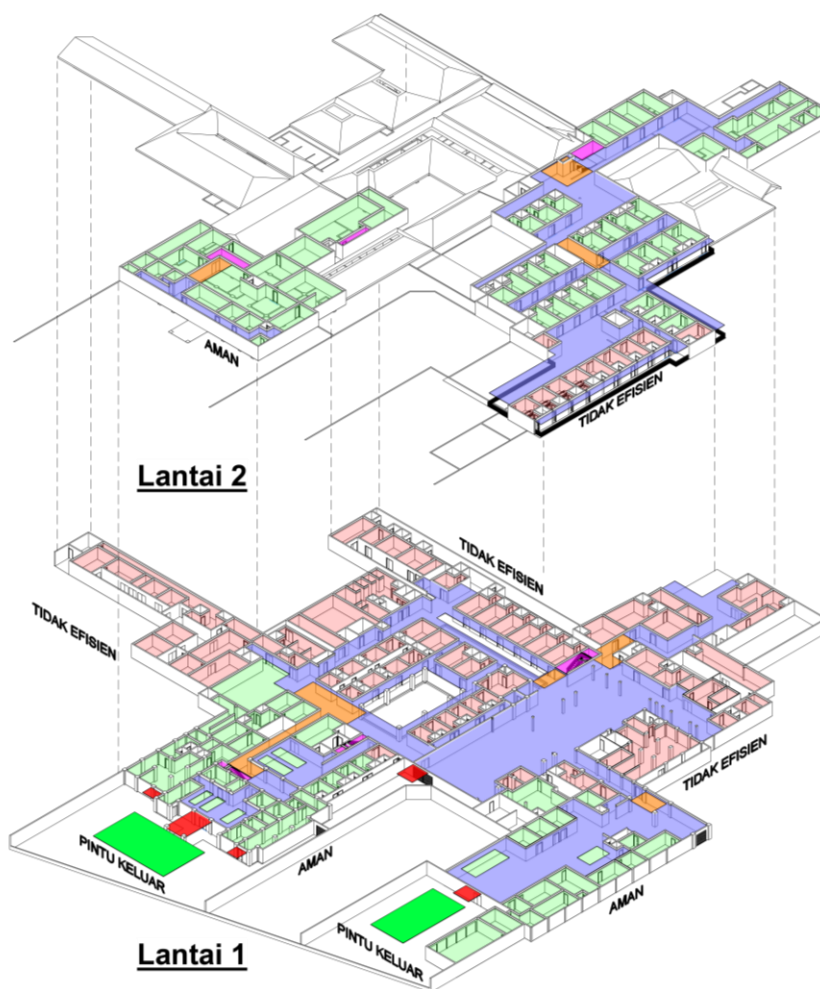 AMAN
TIDAK EFISIEN
Lantai 2
TIDAK EFISIEN
TIDAK EFISIEN
TIDAK EFISIEN
PINTU KELUAR
AMAN
AMAN
PINTU KELUAR
Lantai 1